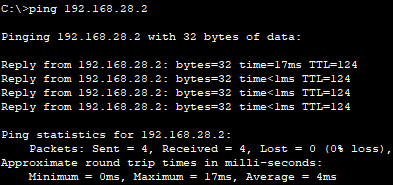 C:\>ping 192.168.28.2
Pinging 192.168.28.2 with 32 bytes of data:
Reply from 192.168.28.2: bytes=32 time=17ms TTL=124
Reply from 192.168.28.2: bytes=32 time<1ms TTL=124
Reply from 192.168.28.2: bytes=32 time<1ms TTL=124
Reply from 192.168.28.2: bytes=32 time<1ms TTL=124
Ping statistics for 192.168.28.2:
    Packets: Sent = 4, Received = 4, Lost = 0 (0% loss),
Approximate round trip times in milli-seconds:
    Minimum = 0ms, Maximum = 17ms, Average = 4ms